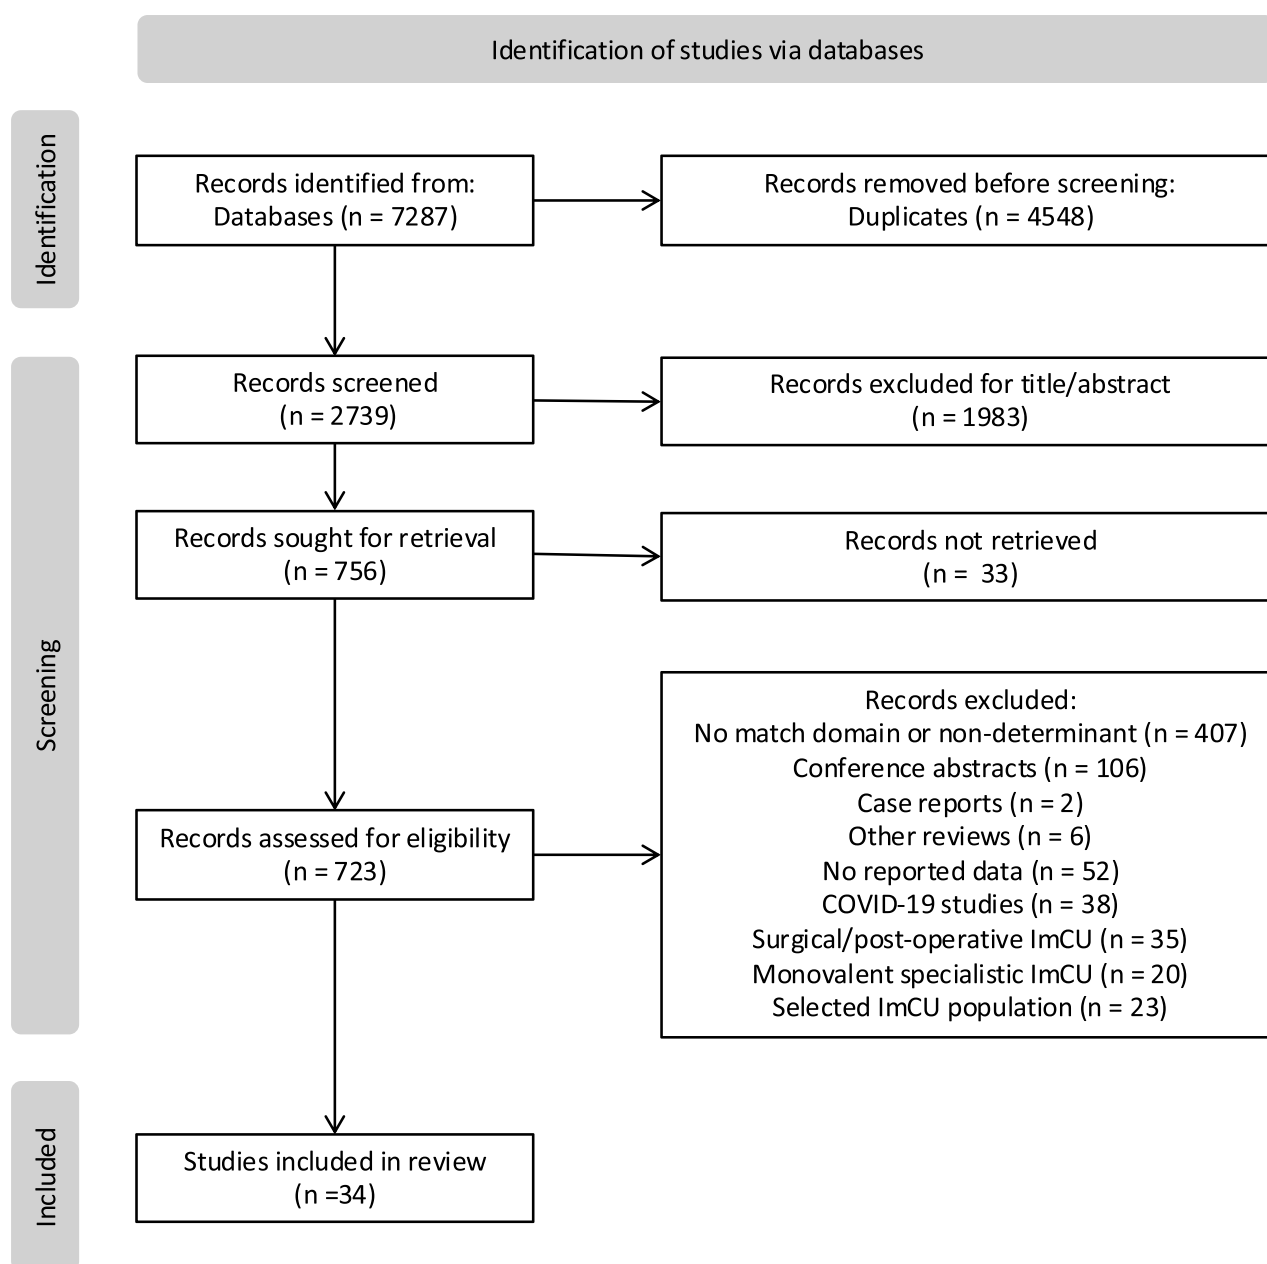 Identification of studies via databases
Identification
Records identified from:
Databases (n = 7287)
Records removed before screening:
Duplicates (n = 4548)
Screening
Records screened
(n = 2739)
Records excluded for title/abstract
(n = 1983)
Records sought for retrieval
(n = 756)
Records not retrieved
(n =  33)
Records assessed for eligibility
(n = 723)
Records excluded:
No match domain or non-determinant (n = 407)
Conference abstracts (n = 106)
Case reports (n = 2)
Other reviews (n = 6)
No reported data (n = 52)
COVID-19 studies (n = 38)
Surgical/post-operative ImCU (n = 35)
Monovalent specialistic ImCU (n = 20)
Selected ImCU population (n = 23)
Included
Studies included in review
(n =34)